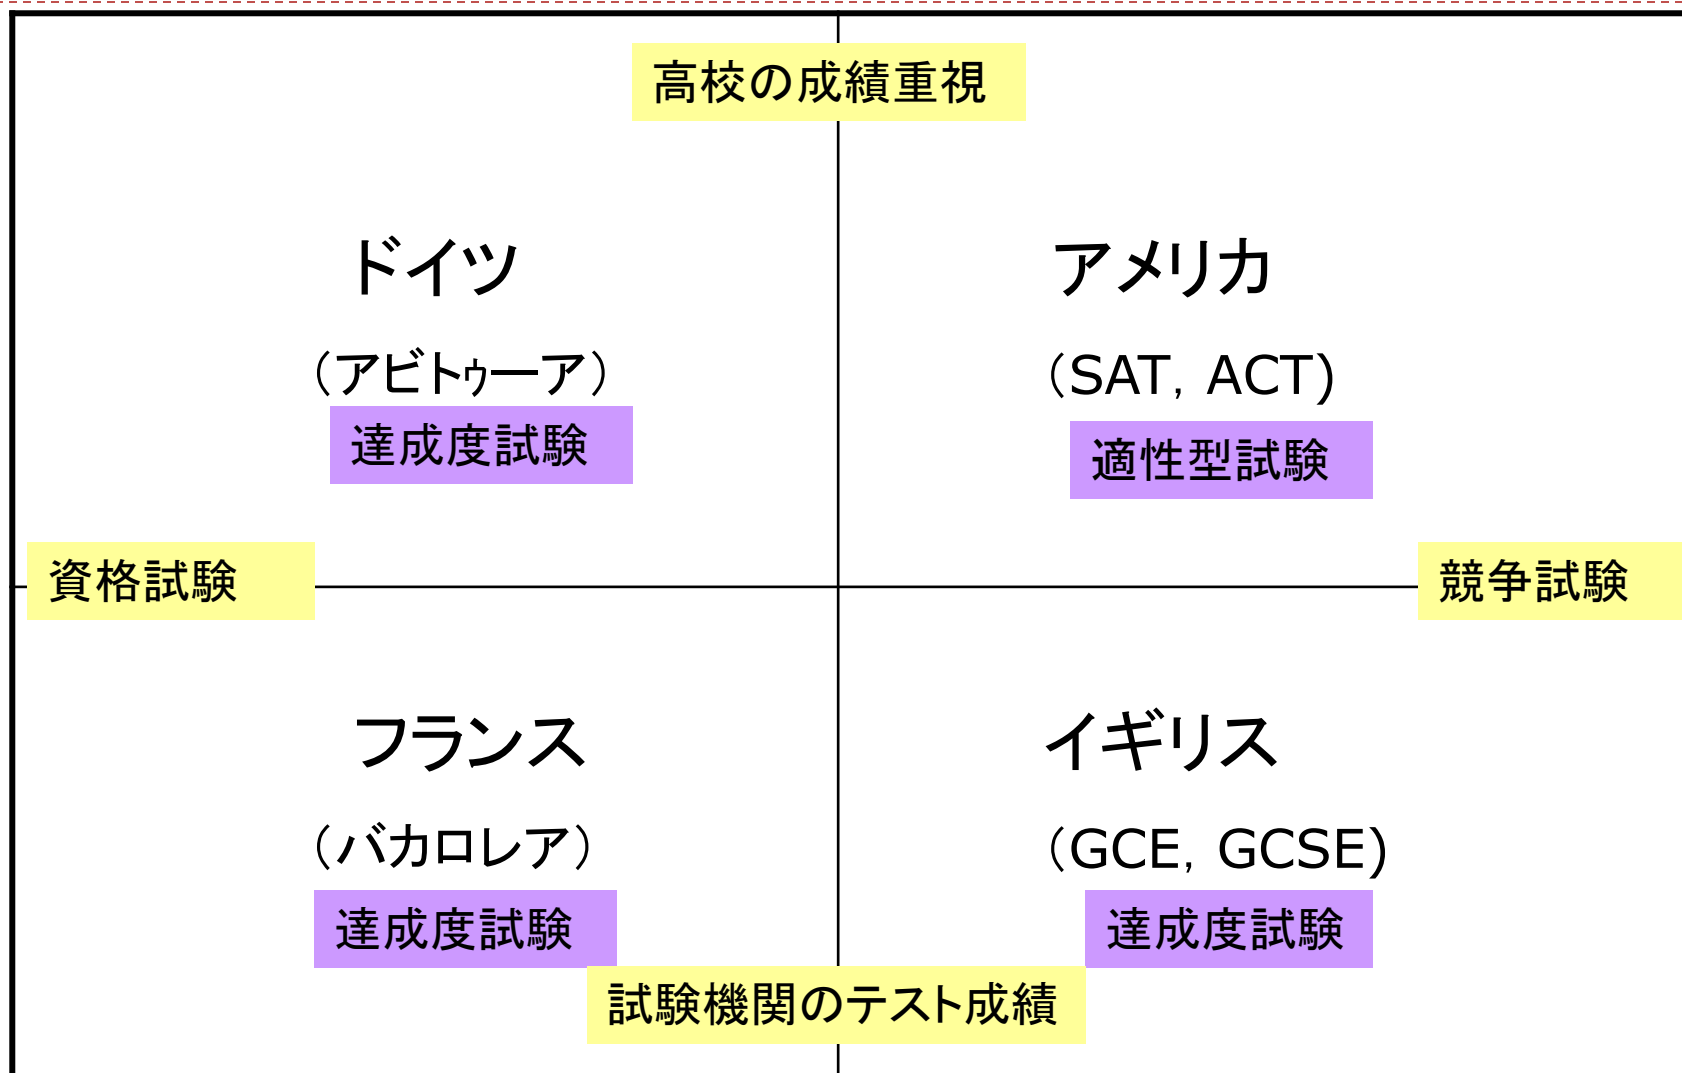 高校の成績重視
ドイツ
アメリカ
（アビトゥーア）
（SAT, ACT)
達成度試験
適性型試験
資格試験
競争試験
フランス
イギリス
（バカロレア）
（GCE, GCSE)
達成度試験
達成度試験
試験機関のテスト成績